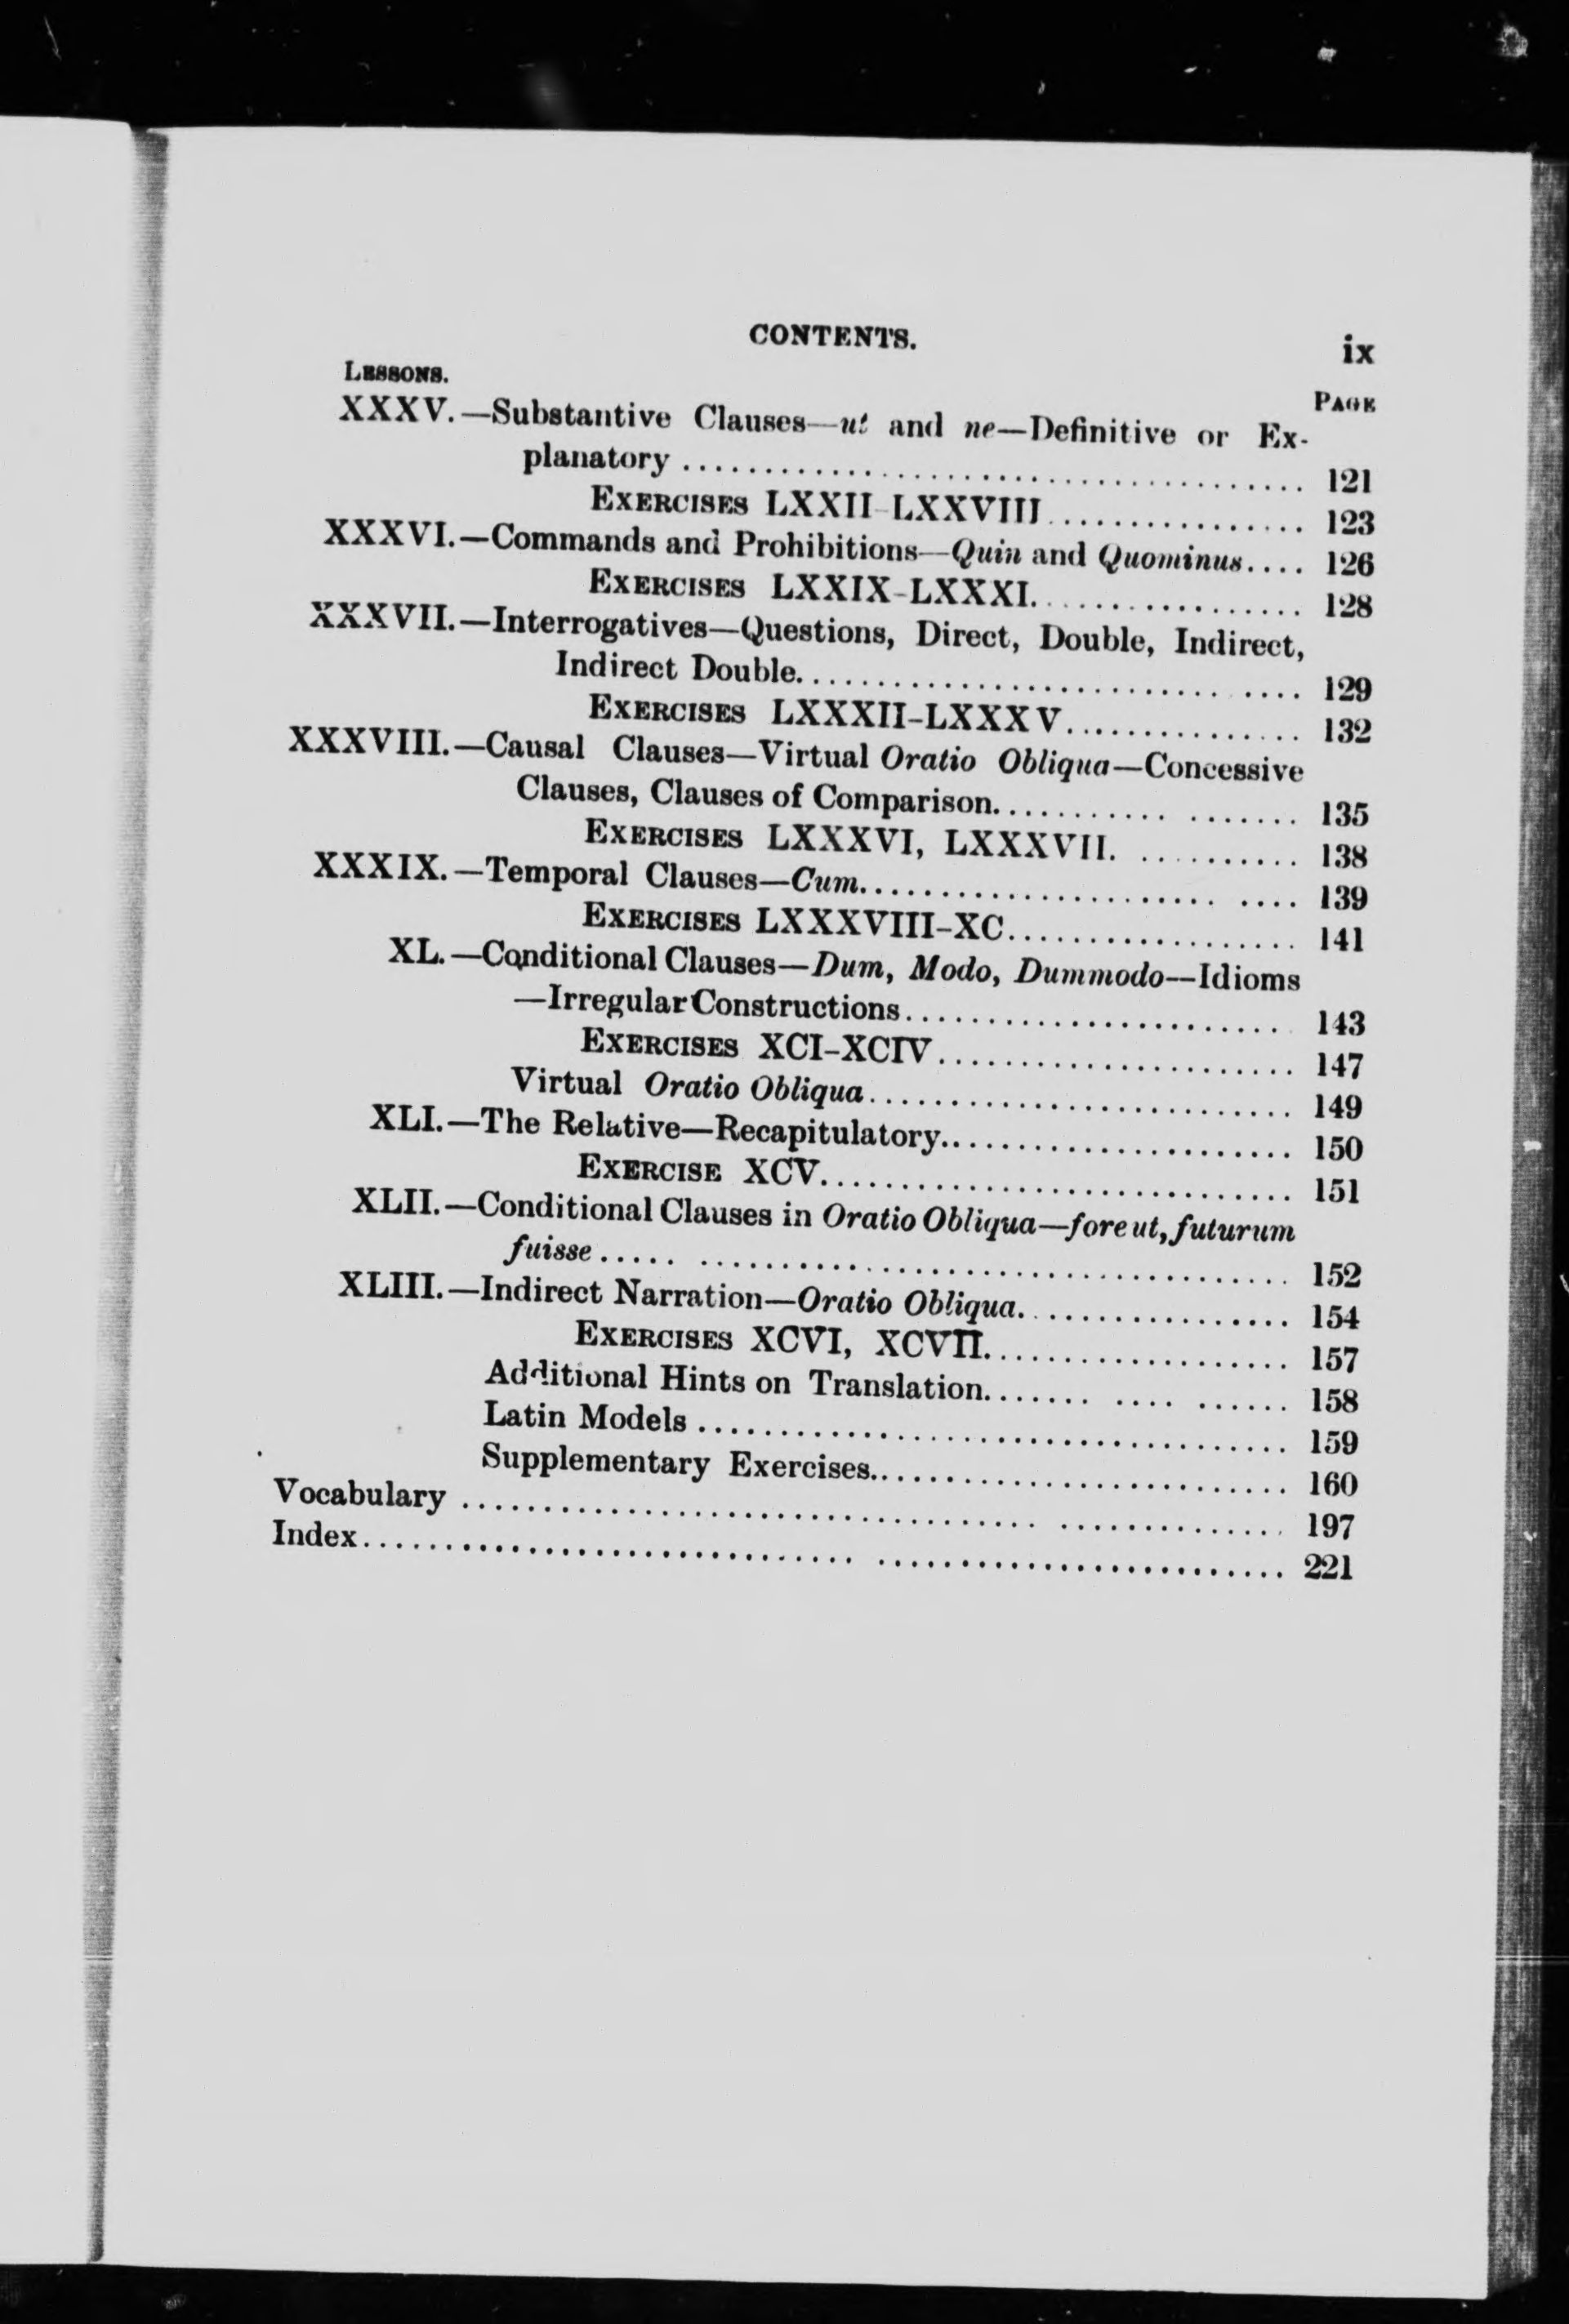 CONTENTS. ix
LESSONS. PAGE
XXXV.—Substantive Clauses—ut and ne—Definitive or Ex-
planatory ........................................ 121
EXERCISES LXXII-LXXVIII ................ 123
XXXVI.—Commands and Prohibitions—Quin and Quominus.... 126
EXERCISES LXXIX-LXXXI. ................ 128
XXXVII.—Interrogatives—Questions, Direct, Double, Indirect,
Indirect Double................................ 129
EXERCISES LXXXII-LXXXV............... 132
XXXVIII.—Causal Clauses—Virtual Oratio Obliqua—Concessive
Clauses, Clauses of Comparison.................. 135
EXERCISES LXXXVI, LXXXVII. ........... 138
XXXIX.—Temporal Clauses—Cum........................... 139
EXERCISES LXXXVIII-XC.................. 141
XL.—Conditional Clauses—Dum, Modo, Dummodo—Idioms
—Irregular Constructions........................ 143
EXERCISES XCI-XCIV...................... 147
Virtual Oratio Obliqua.......................... 149
XLI.—The Relative—Recapitulatory...................... 150
EXERCISE XCV............................. 151
XLII.—Conditional Clauses in Oratio Obliqua—fore ut, futurum
fuisse ........................................ 152
XLIII.—Indirect Narration—Oratio Obliqua................. 154
EXERCISES XCVI, XCVII................... 157
Additional Hints on Translation.................. 158
Latin Models .................................... 159
Supplementary Exercises.......................... 160
Vocabulary .................................................. 197
Index........................................................ 221